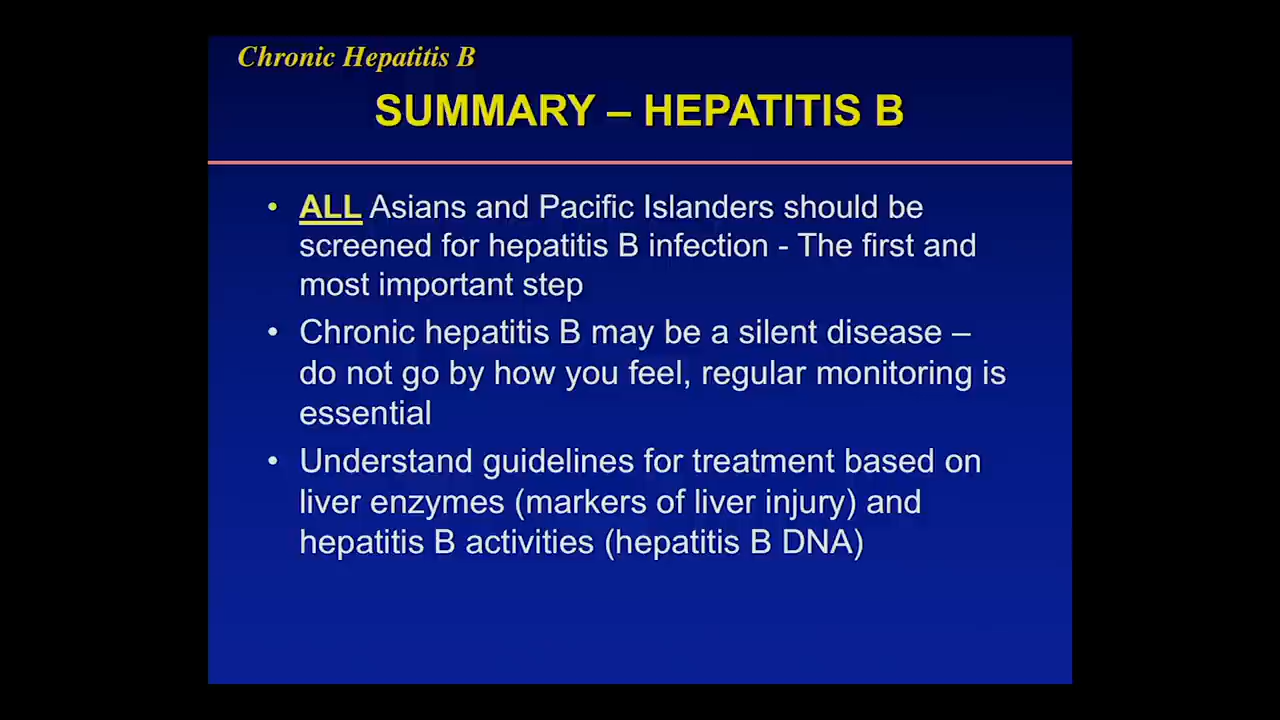 Chronic Hepatitis B
SUMMARY – HEPATITIS B
• ALL Asians and Pacific Islanders should be
screened for hepatitis B infection - The first and
most important step
• Chronic hepatitis B may be a silent disease –
do not go by how you feel, regular monitoring is
essential
• Understand guidelines for treatment based on
liver enzymes (markers of liver injury) and
hepatitis B activities (hepatitis B DNA)